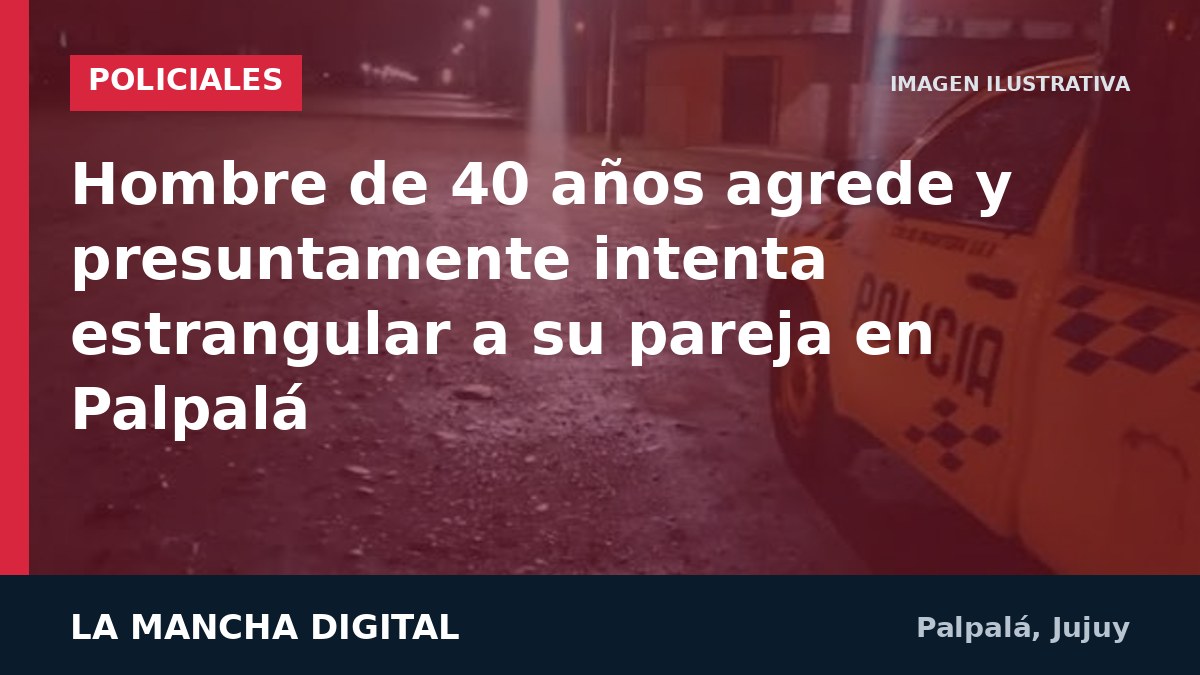 POLICIALES
IMAGEN ILUSTRATIVA
Hombre de 40 años agrede y
presuntamente intenta
estrangular a su pareja en
Palpalá
POLICIA
LA MANCHA DIGITAL
Palpalá, Jujuy